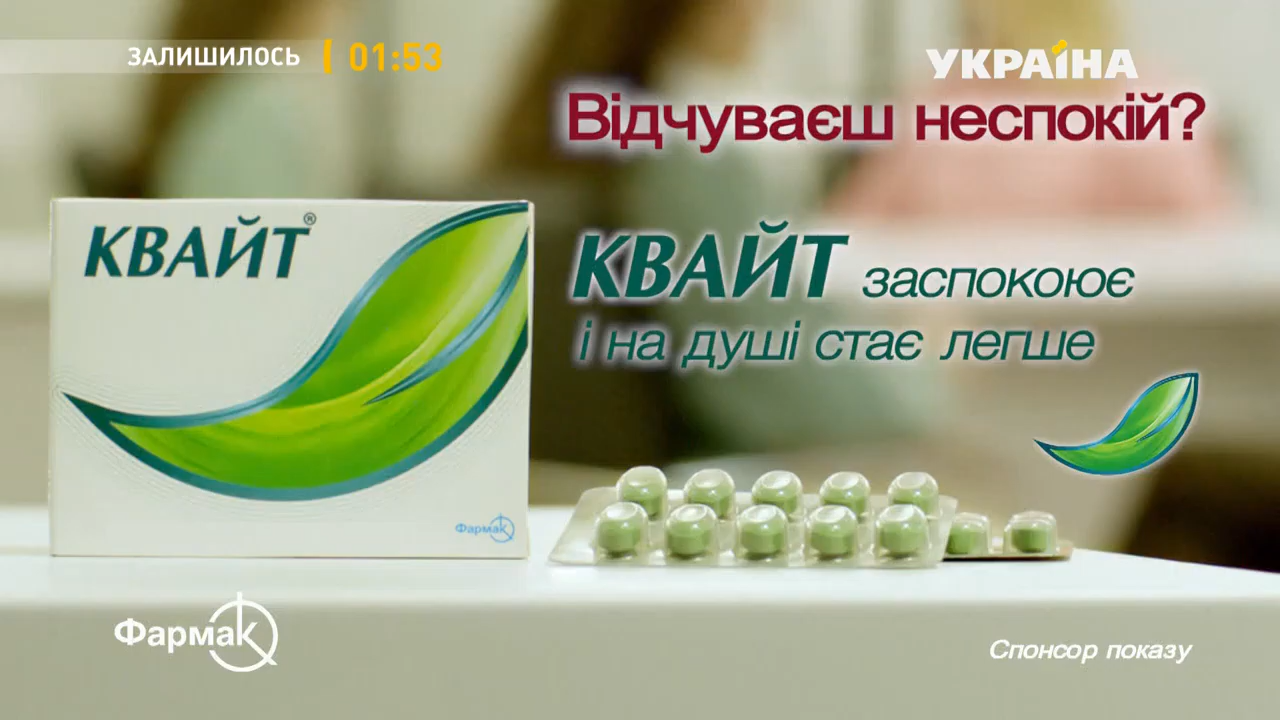 ЗАЛИШИЛОСЬ 01:53
УКРАЇНА
Відчуваєш неспокій?
КВАЙТ®
КВАЙТ заспокоює
і на душі стає легше
Фармак
Фармак
Спонсор показу